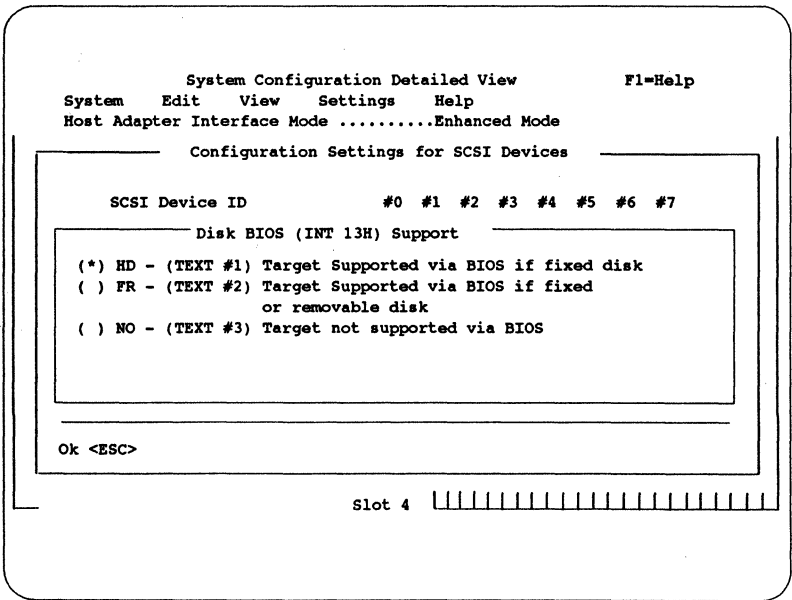 System Configuration Detailed View F1=Help
System Edit View Settings Help
Host Adapter Interface Mode ..........Enhanced Mode
Configuration Settings for SCSI Devices
SCSI Device ID #0 #1 #2 #3 #4 #5 #6 #7
Disk BIOS (INT 13H) Support
(*) HD - (TEXT #1) Target Supported via BIOS if fixed disk
( ) FR - (TEXT #2) Target Supported via BIOS if fixed
or removable disk
( ) NO - (TEXT #3) Target not supported via BIOS
Ok <ESC>
Slot 4